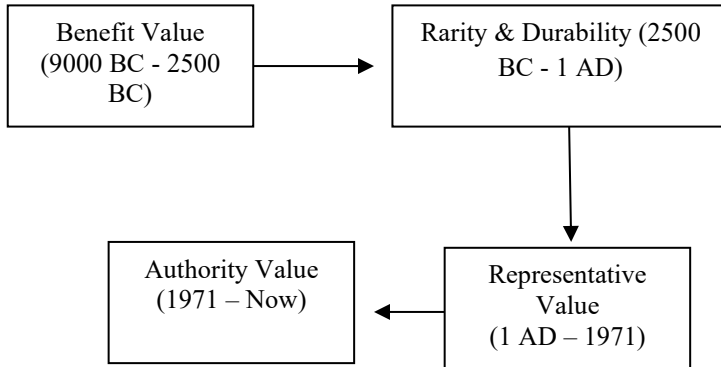 Benefit Value
(9000 BC - 2500
BC)
Rarity & Durability (2500
BC - 1 AD)
Representative
Value
(1 AD – 1971)
Authority Value
(1971 – Now)